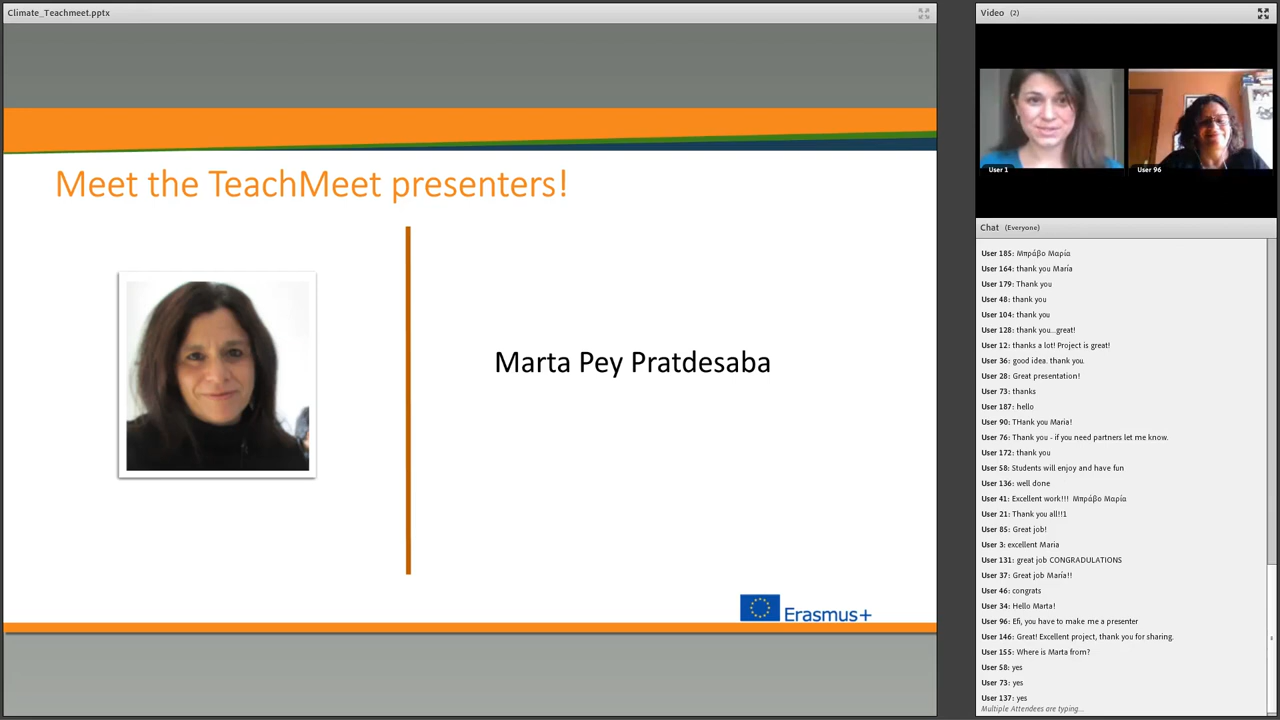 Climate_Teachmeet.pptx
Meet the TeachMeet presenters!
Marta Pey Pratdesaba
Erasmus+
Video (2)
User 1
User 96
Chat (Everyone)
User 185: Μπράβο Μαρία
User 164: thank you María
User 179: Thank you
User 48: thank you
User 104: thank you
User 128: thank you...great!
User 12: thanks a lot! Project is great!
User 36: good idea. thank you.
User 28: Great presentation!
User 73: thanks
User 187: hello
User 90: THank you Maria!
User 76: Thank you - if you need partners let me know.
User 172: thank you
User 58: Students will enjoy and have fun
User 136: well done
User 41: Excellent work!!! Μπράβο Μαρία
User 21: Thank you all!!1
User 85: Great job!
User 3: excellent Maria
User 131: great job CONGRADULATIONS
User 37: Great job María!!
User 46: congrats
User 34: Hello Marta!
User 96: Efi, you have to make me a presenter
User 146: Great! Excellent project, thank you for sharing.
User 155: Where is Marta from?
User 58: yes
User 73: yes
User 137: yes
Multiple Attendees are typing...